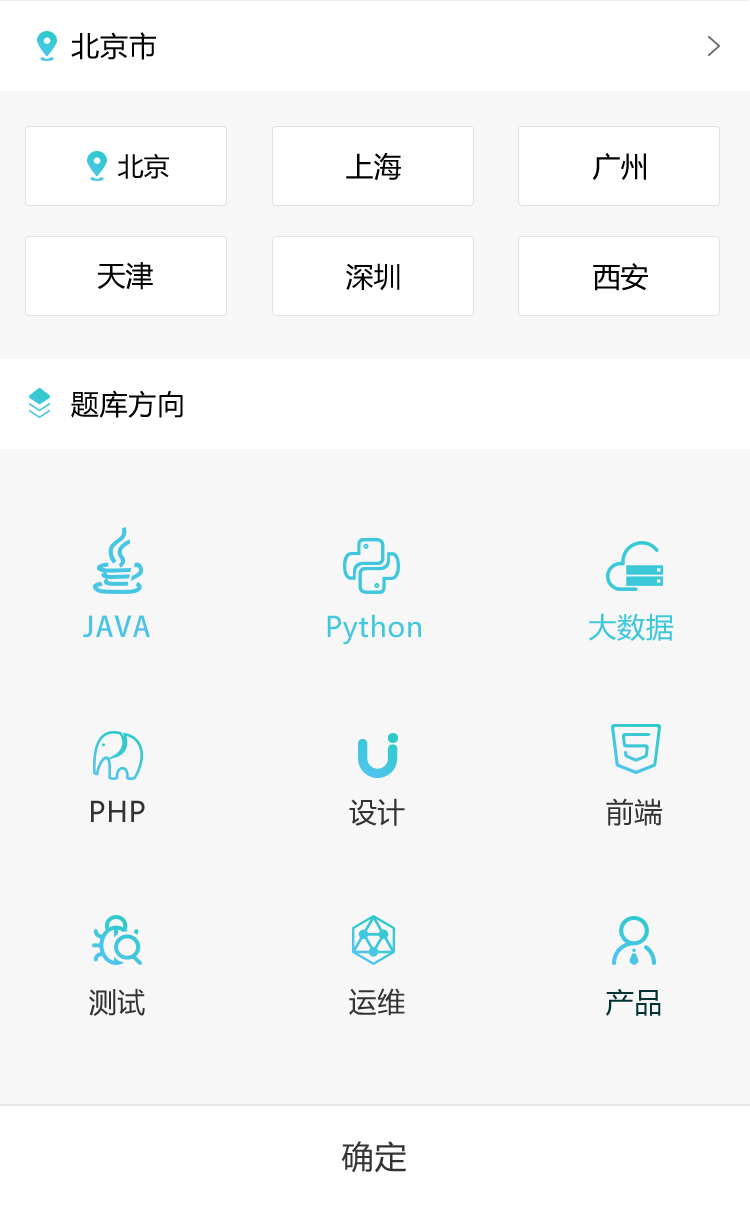 北京市
北京
上海
广州
天津
深圳
西安
题库方向
JAVA
Python
大数据
PHP
设计
前端
测试
运维
产品
确定